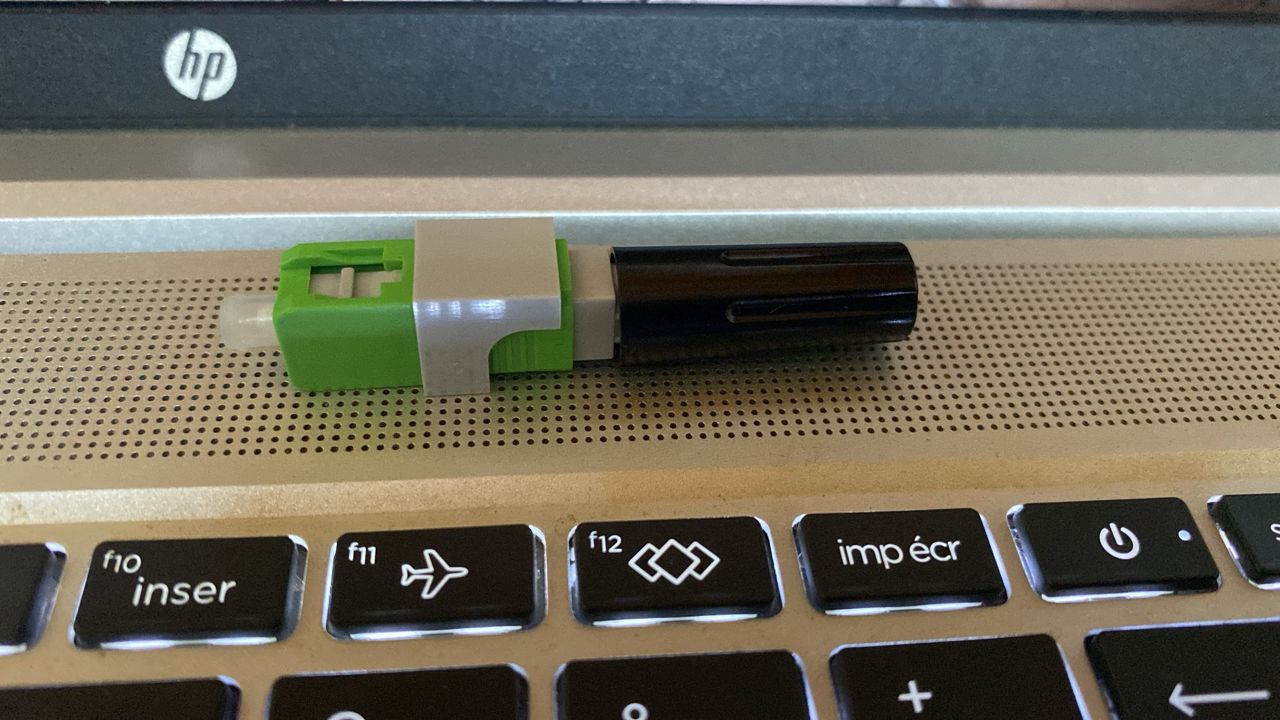 hp
f10
inser
f11
f12
imp écr
+